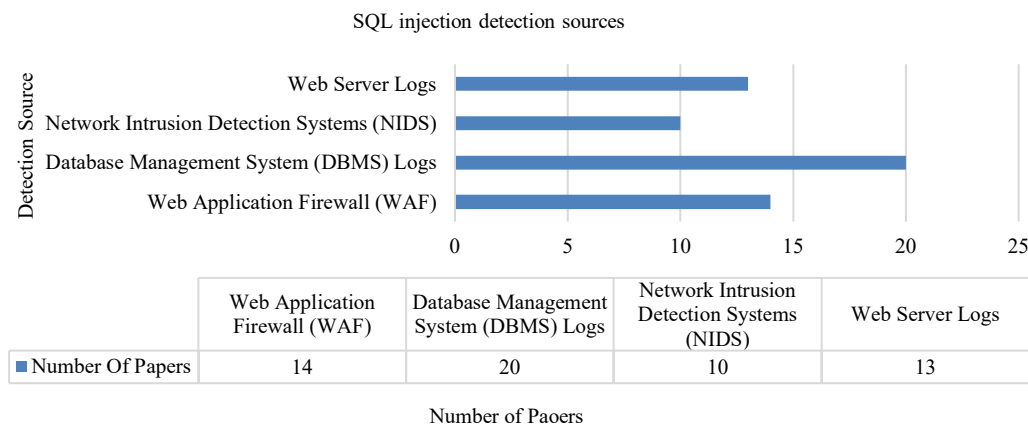 SQL injection detection sources
Detection Source
Web Server Logs
Network Intrusion Detection Systems (NIDS)
Database Management System (DBMS) Logs
Web Application Firewall (WAF)
0 5 10 15 20 25
Web Application
Firewall (WAF)
Database Management
System (DBMS) Logs
Network Intrusion
Detection Systems
(NIDS)
Web Server Logs
Number Of Papers 14 20 10 13
Number of Paoers